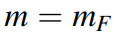 m = m_F